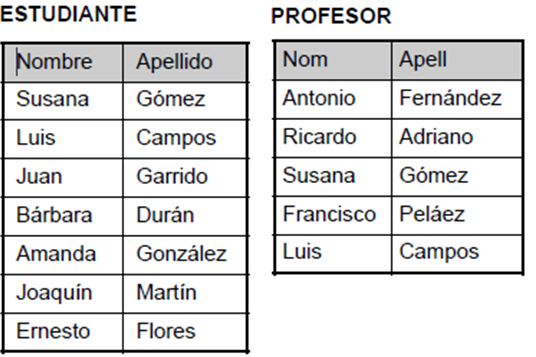 ESTUDIANTE
Nombre Apellido
Susana Gómez
Luis Campos
Juan Garrido
Bárbara Durán
Amanda González
Joaquín Martín
Ernesto Flores
PROFESOR
Nom Apell
Antonio Fernández
Ricardo Adriano
Susana Gómez
Francisco Peláez
Luis Campos